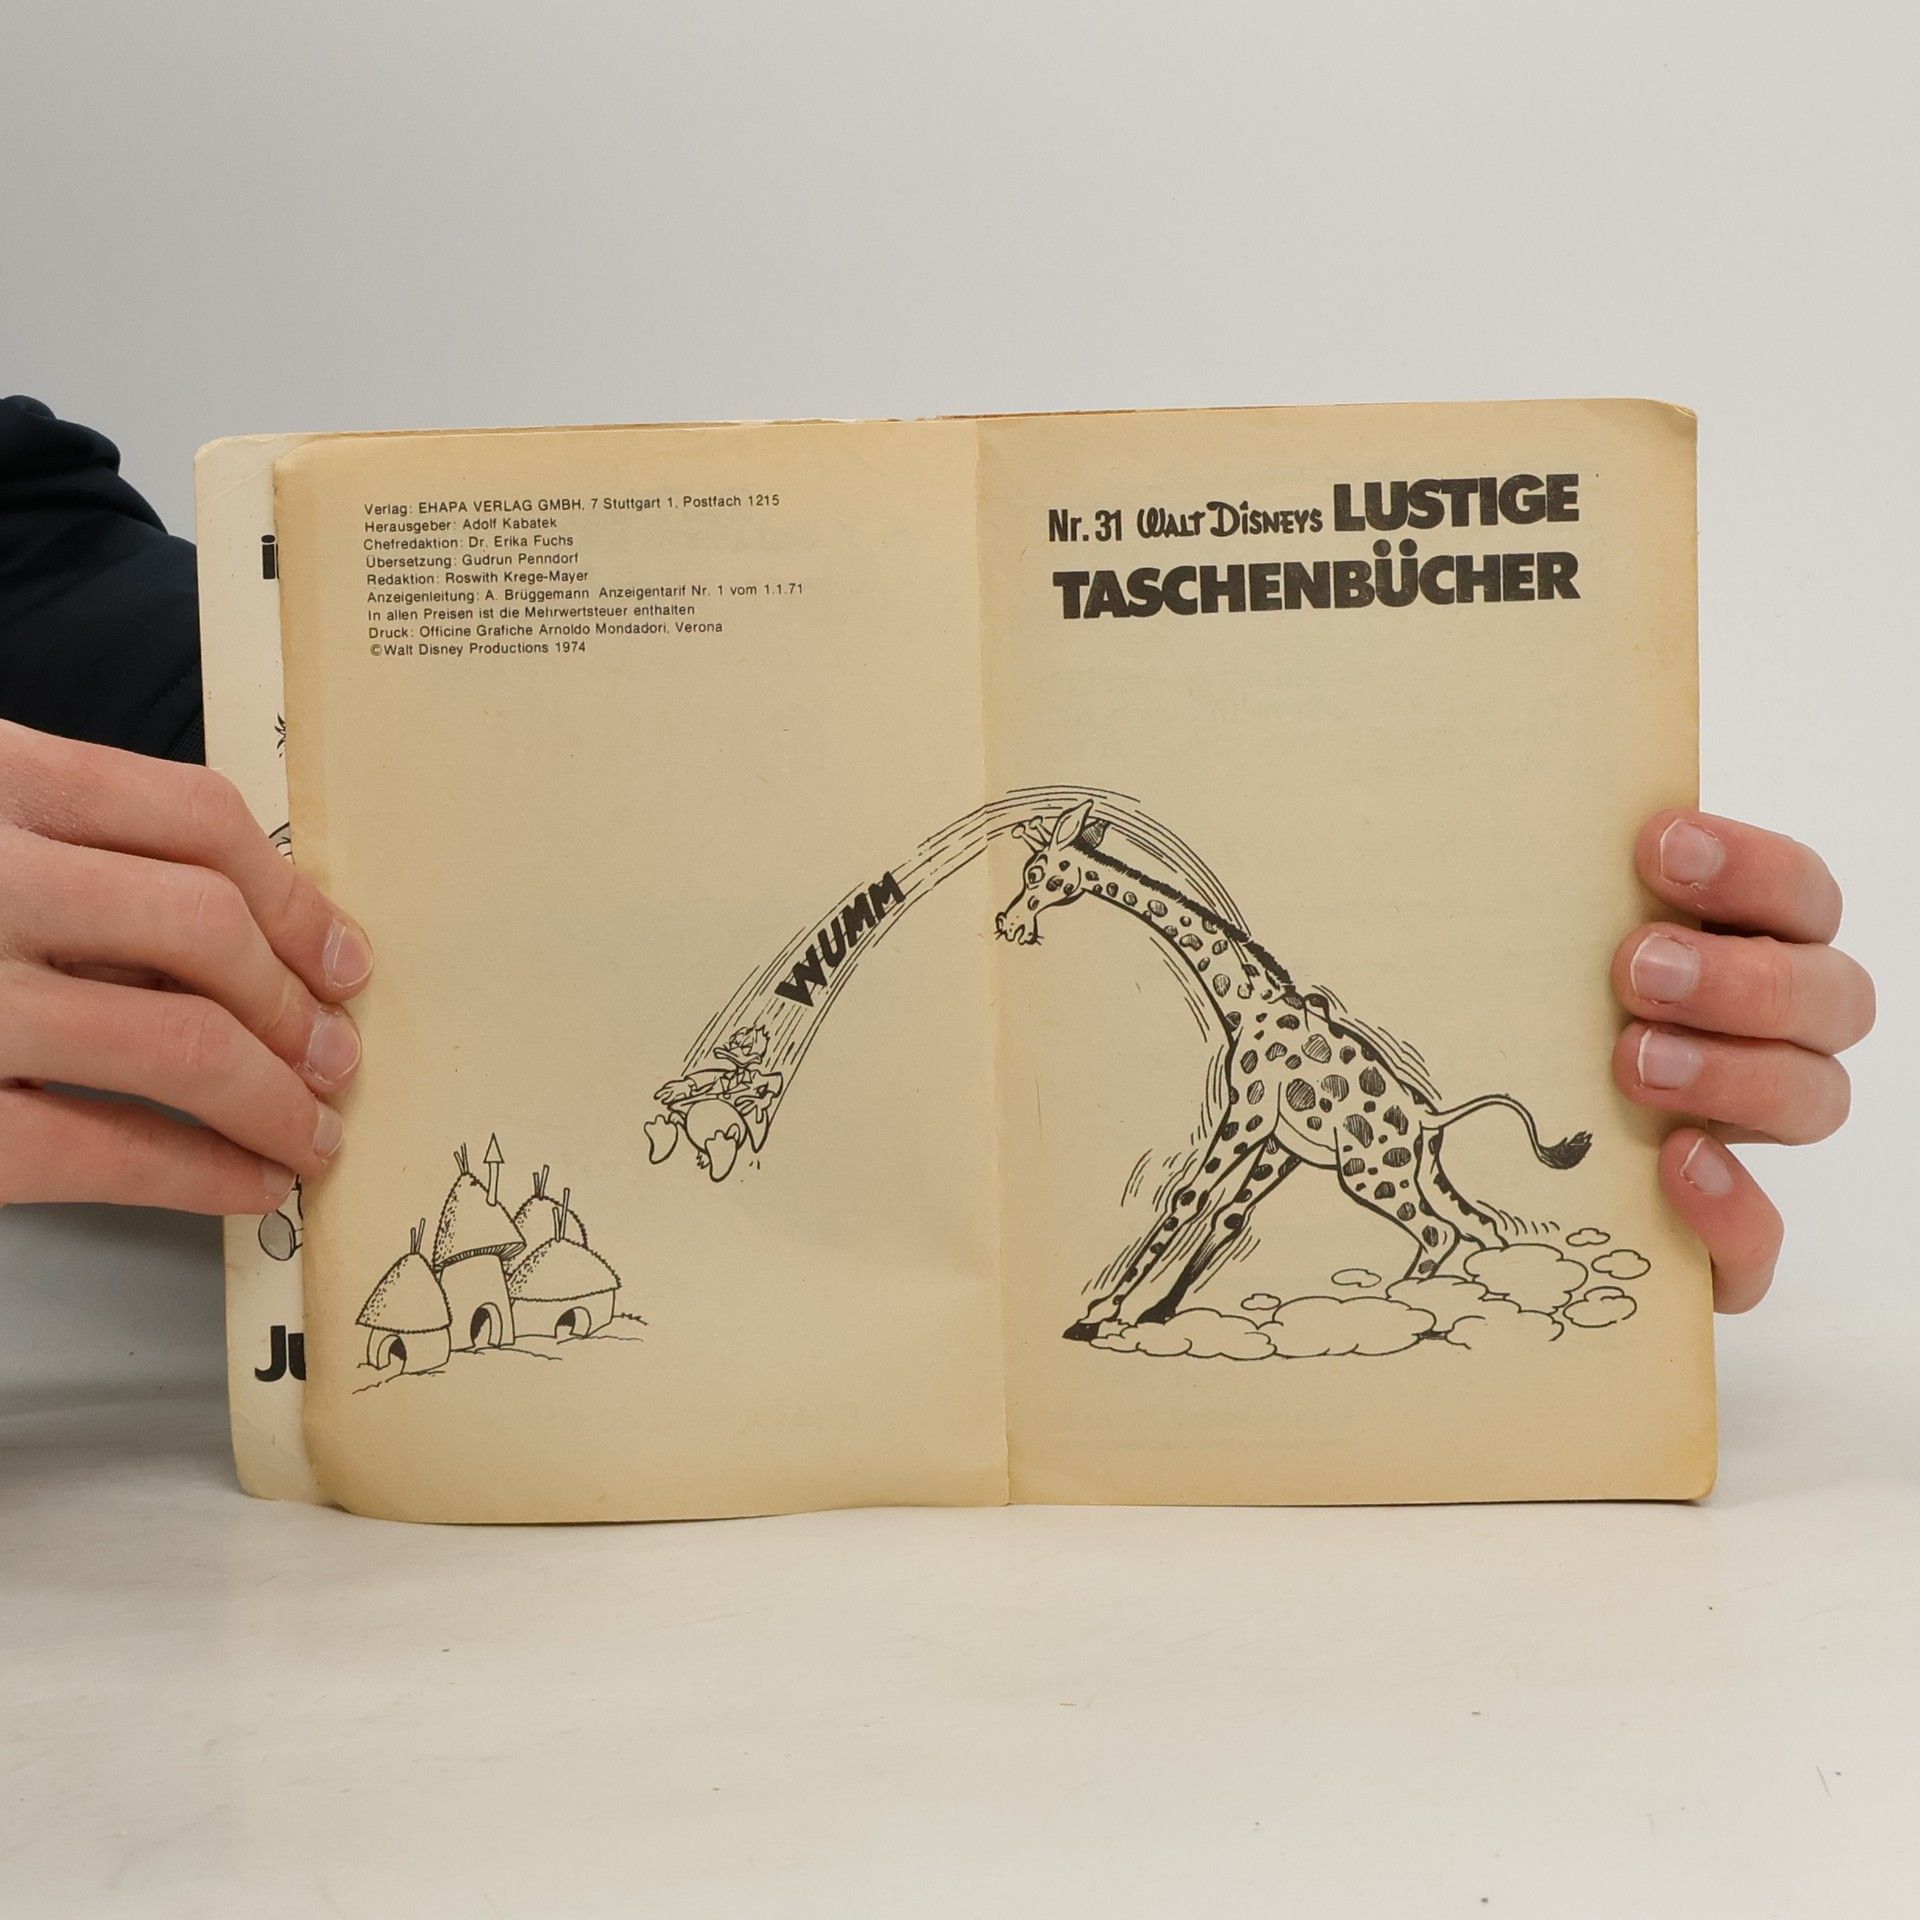 Verlag: EHAPA VERLAG GMBH, 7 Stuttgart 1, Postfach 1215
Herausgeber: Adolf Kabatek
Chefredaktion: Dr. Erika Fuchs
Übersetzung: Gudrun Penndorf
Redaktion: Roswith Krege-Mayer
Anzeigenleitung: A. Brüggemann Anzeigentarif Nr. 1 vom 1.1.71
In allen Preisen ist die Mehrwertsteuer enthalten
Druck: Officine Grafiche Arnoldo Mondadori, Verona
©Walt Disney Productions 1974
WUMM
Nr. 31 WALT DISNEYS LUSTIGE
TASCHENBÜCHER